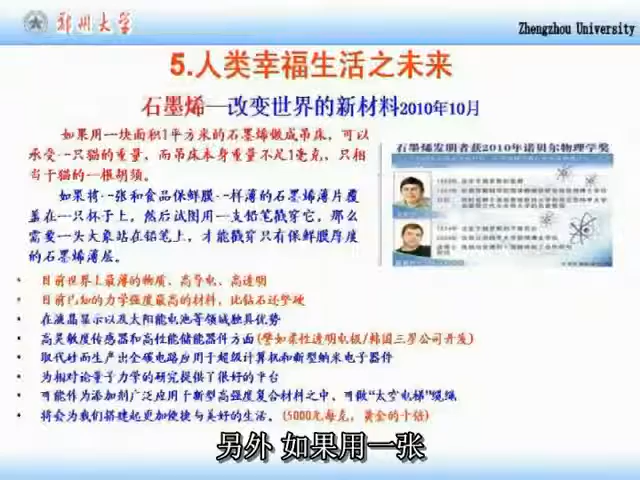 郑州大学
Zhengzhou University
5.人类幸福生活之未来
石墨烯—改变世界的新材料2010年10月
如果用一块面积1平方米的石墨烯做成吊床，可以
承受一只猫的重量，而吊床本身重量不足1毫克，只相
当于猫的一根胡须。
如果将一张和食品保鲜膜一样薄的石墨烯薄片覆
盖在一只杯子上，然后试图用一支铅笔戳穿它，那么
需要一头大象站在铅笔上，才能戳穿只有保鲜膜厚度
的石墨烯薄层。
石墨烯发明者获2010年诺贝尔物理学奖
• 目前世界上最薄的物质、高导电、高透明
• 目前已知的力学强度最高的材料，比钻石还坚硬
• 在液晶显示以及太阳能电池等领域独具优势
• 高灵敏度传感器和高性能储能器件方面(譬如柔性透明电极/韩国三星公司开发)
• 取代硅而生产出全碳电路应用于超级计算机和新型纳米电子器件
• 为相对论量子力学的研究提供了很好的平台
• 可能作为添加剂广泛应用于新型高强度复合材料之中、可做“太空电梯”缆绳
• 将会为我们搭建起更加便捷与美好的生活。(5000元每克，黄金的十倍)
另外 如果用一张